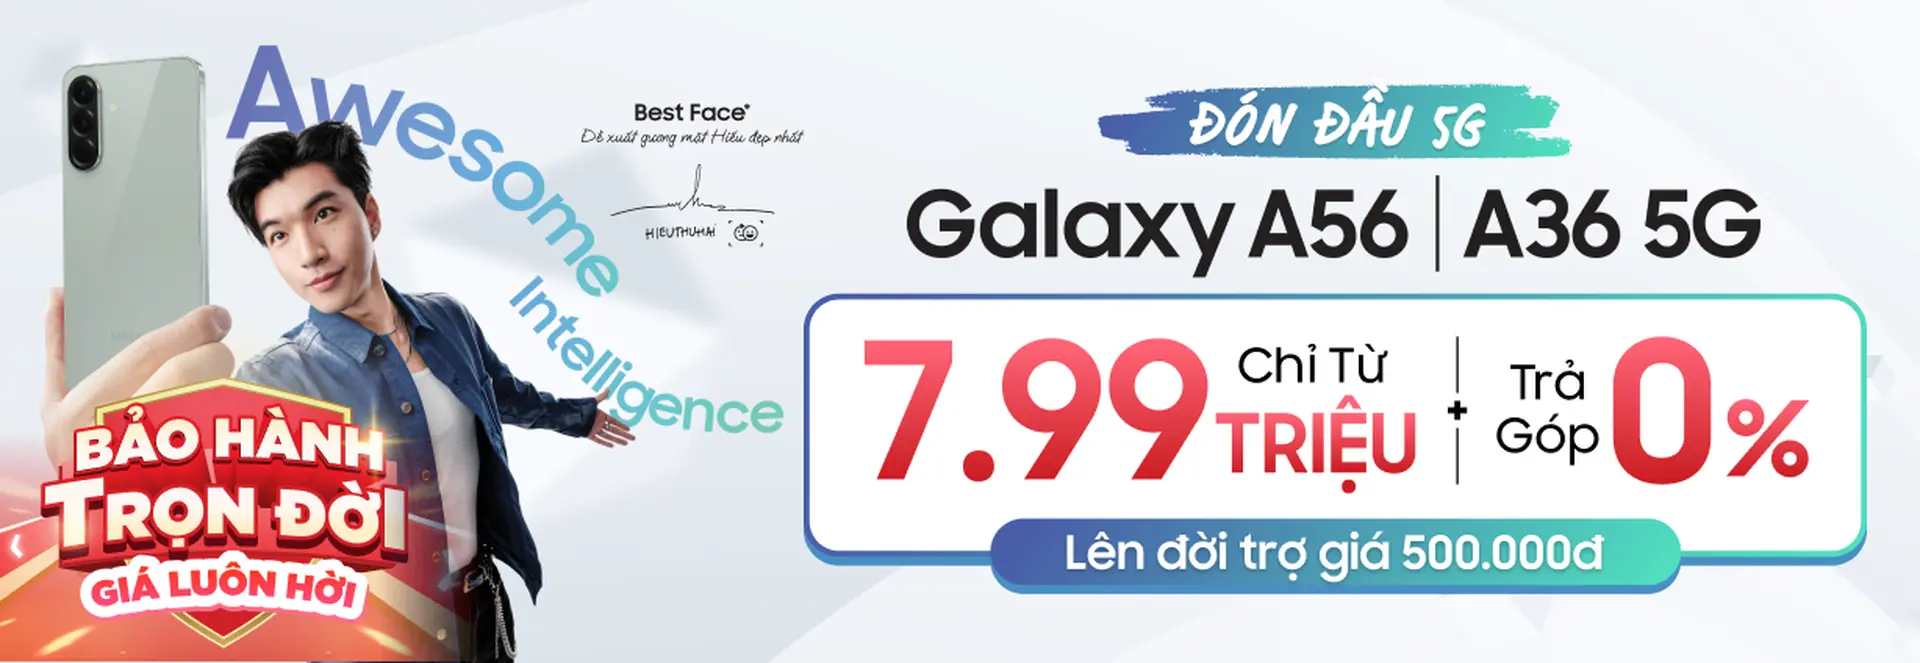 Awesome
Intelligence
Best Face*
Đề xuất gương mặt Hiếu đẹp nhất
HIEUTHUHAI
BẢO HÀNH
TRỌN ĐỜI
GIÁ LUÔN HỜI
ĐÓN ĐẦU 5G
Galaxy A56 | A36 5G
7.99 TRIỆU Chỉ Từ + Trả Góp 0%
Lên đời trợ giá 500.000đ